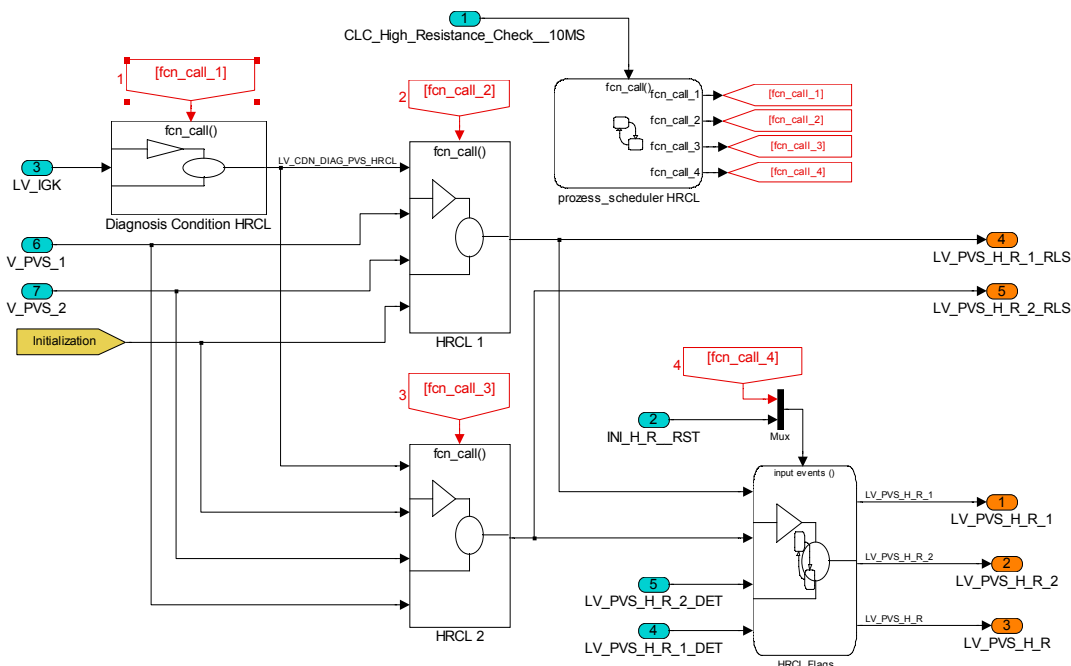 1
CLC_High_Resistance_Check__10MS
1
[fcn_call_1]
2
[fcn_call_2]
fcn_call()
fcn_call_1
[fcn_call_1]
fcn_call_2
[fcn_call_2]
fcn_call_3
[fcn_call_3]
fcn_call_4
[fcn_call_4]
prozess_scheduler HRCL
fcn_call()
fcn_call()
3
LV_IGK
LV_CDN_DIAG_PVS_HRCL
Diagnosis Condition HRCL
6
V_PVS_1
7
V_PVS_2
4
LV_PVS_H_R_1_RLS
5
LV_PVS_H_R_2_RLS
Initialization
HRCL 1
3
[fcn_call_3]
4
[fcn_call_4]
2
INI_H_R__RST
Mux
fcn_call()
input events ()
LV_PVS_H_R_1
1
LV_PVS_H_R_1
LV_PVS_H_R_2
2
LV_PVS_H_R_2
5
LV_PVS_H_R_2_DET
LV_PVS_H_R
3
LV_PVS_H_R
4
LV_PVS_H_R_1_DET
HRCL 2
HRCL Flags